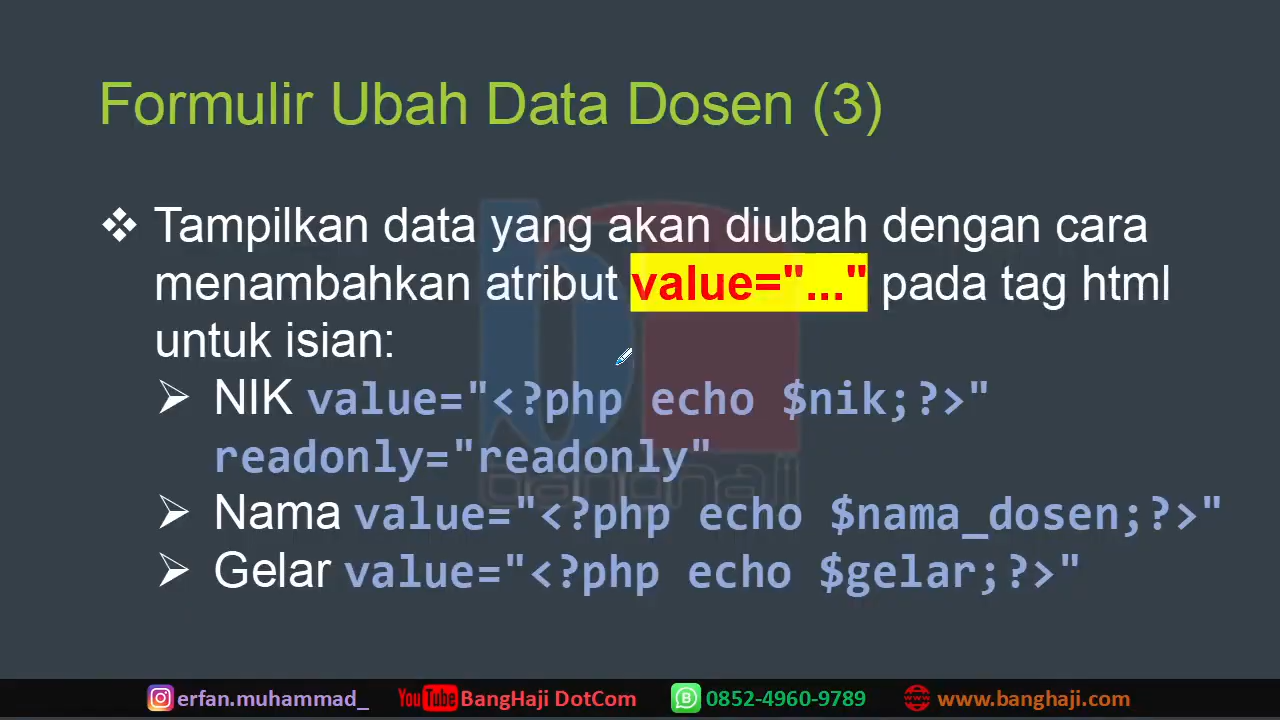 Formulir Ubah Data Dosen (3)
❖ Tampilkan data yang akan diubah dengan cara
menambahkan atribut value="..." pada tag html
untuk isian:
➢ NIK value="<?php echo $nik;?>"
readonly="readonly"
➢ Nama value="<?php echo $nama_dosen;?>"
➢ Gelar value="<?php echo $gelar;?>"
banghaji
erfan.muhammad_ YouTube BangHaji DotCom 0852-4960-9789 www.banghaji.com